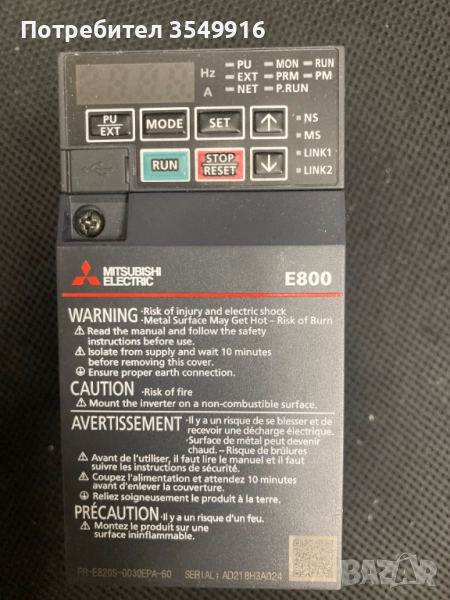 Потребител 3549916
Hz
A
PU MON RUN
EXT PRM PM
NET P.RUN
PU
EXT
MODE
SET
↑
NS
MS
RUN
STOP
RESET
↓
LINK1
LINK2
MITSUBISHI
ELECTRIC
E800
WARNING -Risk of injury and electric shock
-Metal Surface May Get Hot – Risk of Burn
Read the manual and follow the safety
instructions before use.
Isolate from supply and wait 10 minutes
before removing this cover.
Ensure proper earth connection.
CAUTION -Risk of fire
Mount the inverter on a non-combustible surface.
AVERTISSEMENT -Il y a un risque de se blesser et de
recevoir une décharge électrique.
-Surface de métal peut devenir
chaud. – Risque de brûlures
Avant de l'utiliser, il faut lire le manuel et il faut
suivre les instructions de sécurité.
Coupez l'alimentation et attendez 10 minutes
avant d'enlever la couverture.
Reliez soigneusement le produit à la terre.
PRÉCAUTION -Il y a un risque d'un feu.
Montez le produit sur une
surface ininflammable.
FR-E820S-0030EPA-60 SERIAL: AD218H3A024
bazar.bg